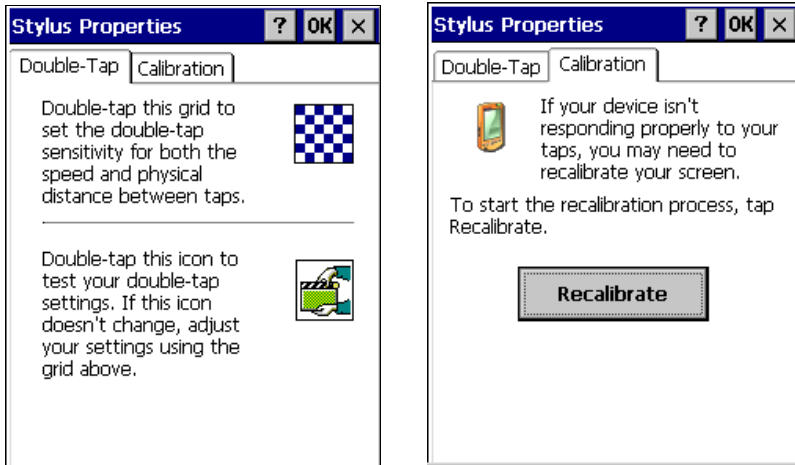 Stylus Properties ? OK ×
Double-Tap Calibration
Double-tap this grid to
set the double-tap
sensitivity for both the
speed and physical
distance between taps.
Double-tap this icon to
test your double-tap
settings. If this icon
doesn't change, adjust
your settings using the
grid above.
Stylus Properties ? OK ×
Double-Tap Calibration
If your device isn't
responding properly to your
taps, you may need to
recalibrate your screen.
To start the recalibration process, tap
Recalibrate.
Recalibrate